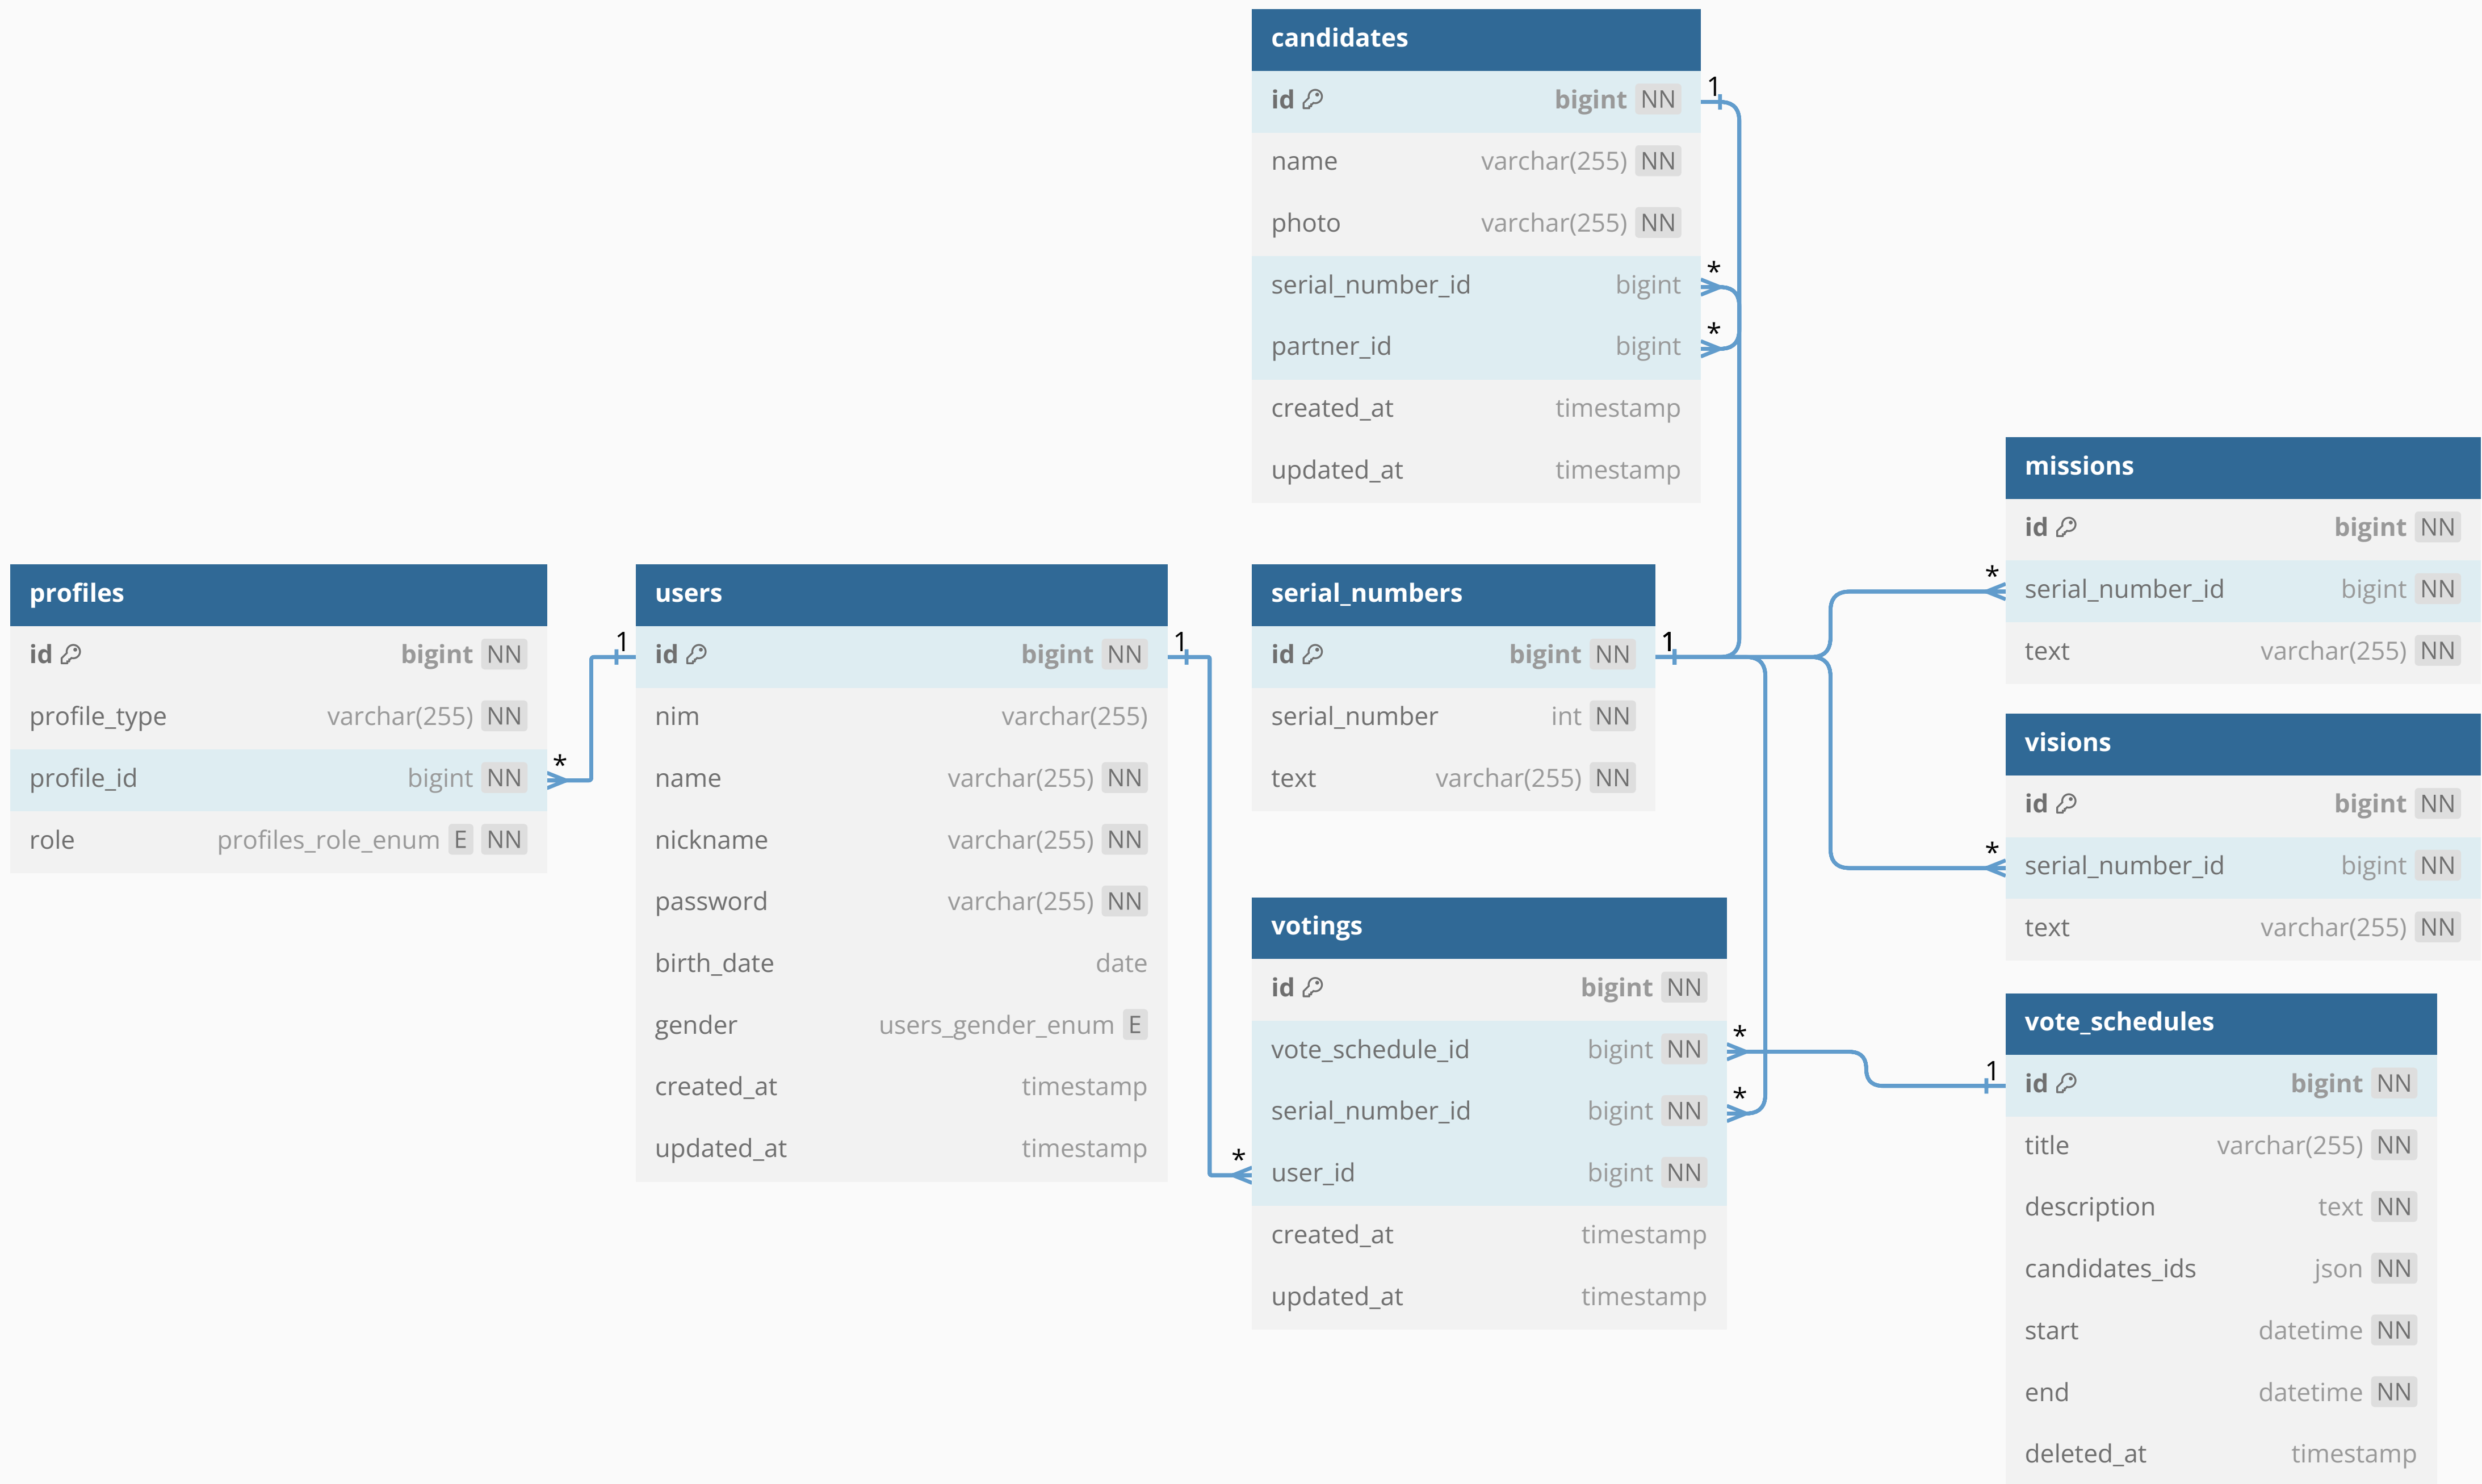 candidates
id bigint NN
name varchar(255) NN
photo varchar(255) NN
serial_number_id bigint
partner_id bigint
created_at timestamp
updated_at timestamp
1
*
*
profiles
id bigint NN
profile_type varchar(255) NN
profile_id bigint NN
role profiles_role_enum E NN
*
1
users
id bigint NN
nim varchar(255)
name varchar(255) NN
nickname varchar(255) NN
password varchar(255) NN
birth_date date
gender users_gender_enum E
created_at timestamp
updated_at timestamp
1
*
serial_numbers
id bigint NN
serial_number int NN
text varchar(255) NN
1
votings
id bigint NN
vote_schedule_id bigint NN
serial_number_id bigint NN
user_id bigint NN
created_at timestamp
updated_at timestamp
*
*
missions
id bigint NN
serial_number_id bigint NN
text varchar(255) NN
*
visions
id bigint NN
serial_number_id bigint NN
text varchar(255) NN
*
vote_schedules
id bigint NN
title varchar(255) NN
description text NN
candidates_ids json NN
start datetime NN
end datetime NN
deleted_at timestamp
1